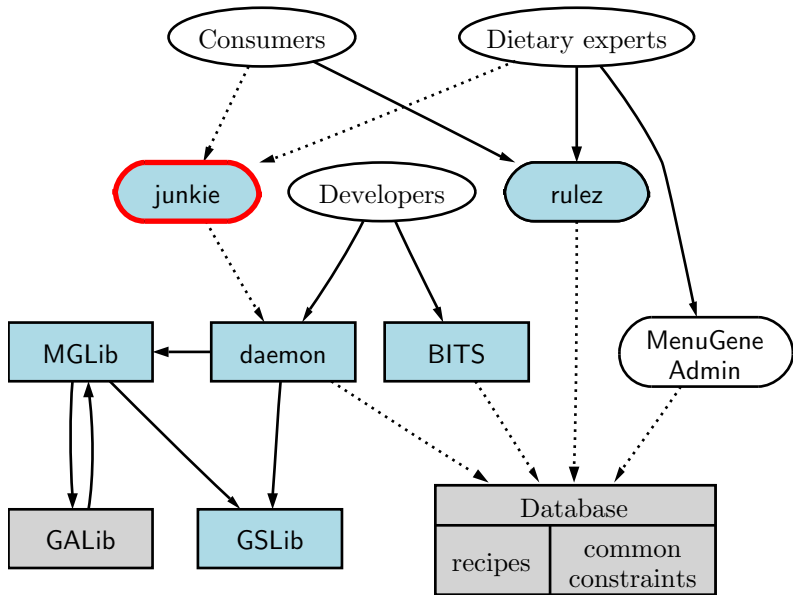 Consumers
Dietary experts
junkie
Developers
rulez
MGLib
daemon
BITS
MenuGene
Admin
GALib
GSLib
Database
recipes
common
constraints